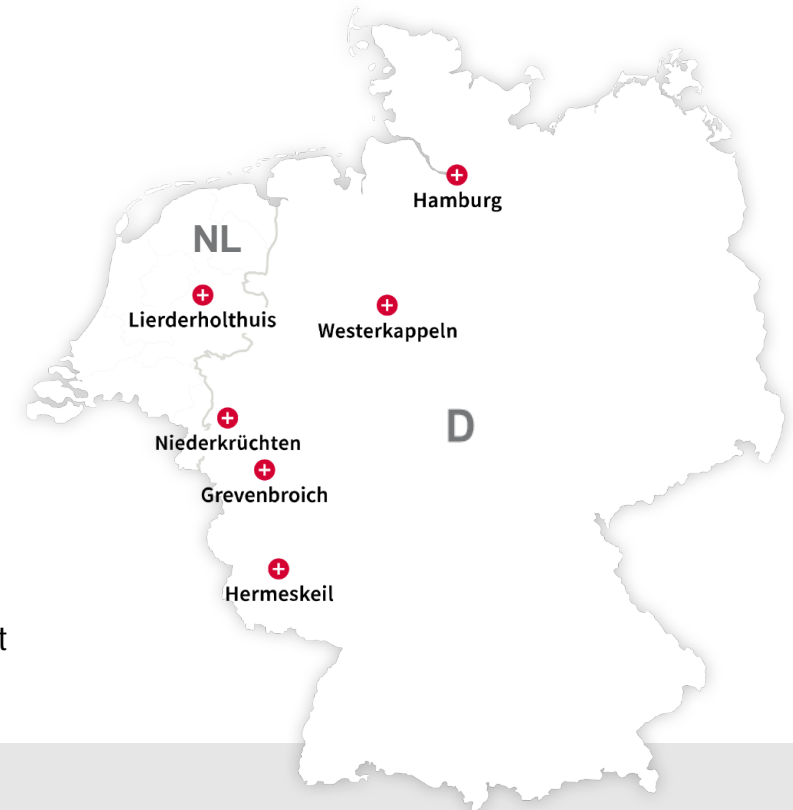 Hamburg
NL
Lierderholthuis
Westerkappeln
D
Niederkrüchten
Grevenbroich
Hermeskeil
t